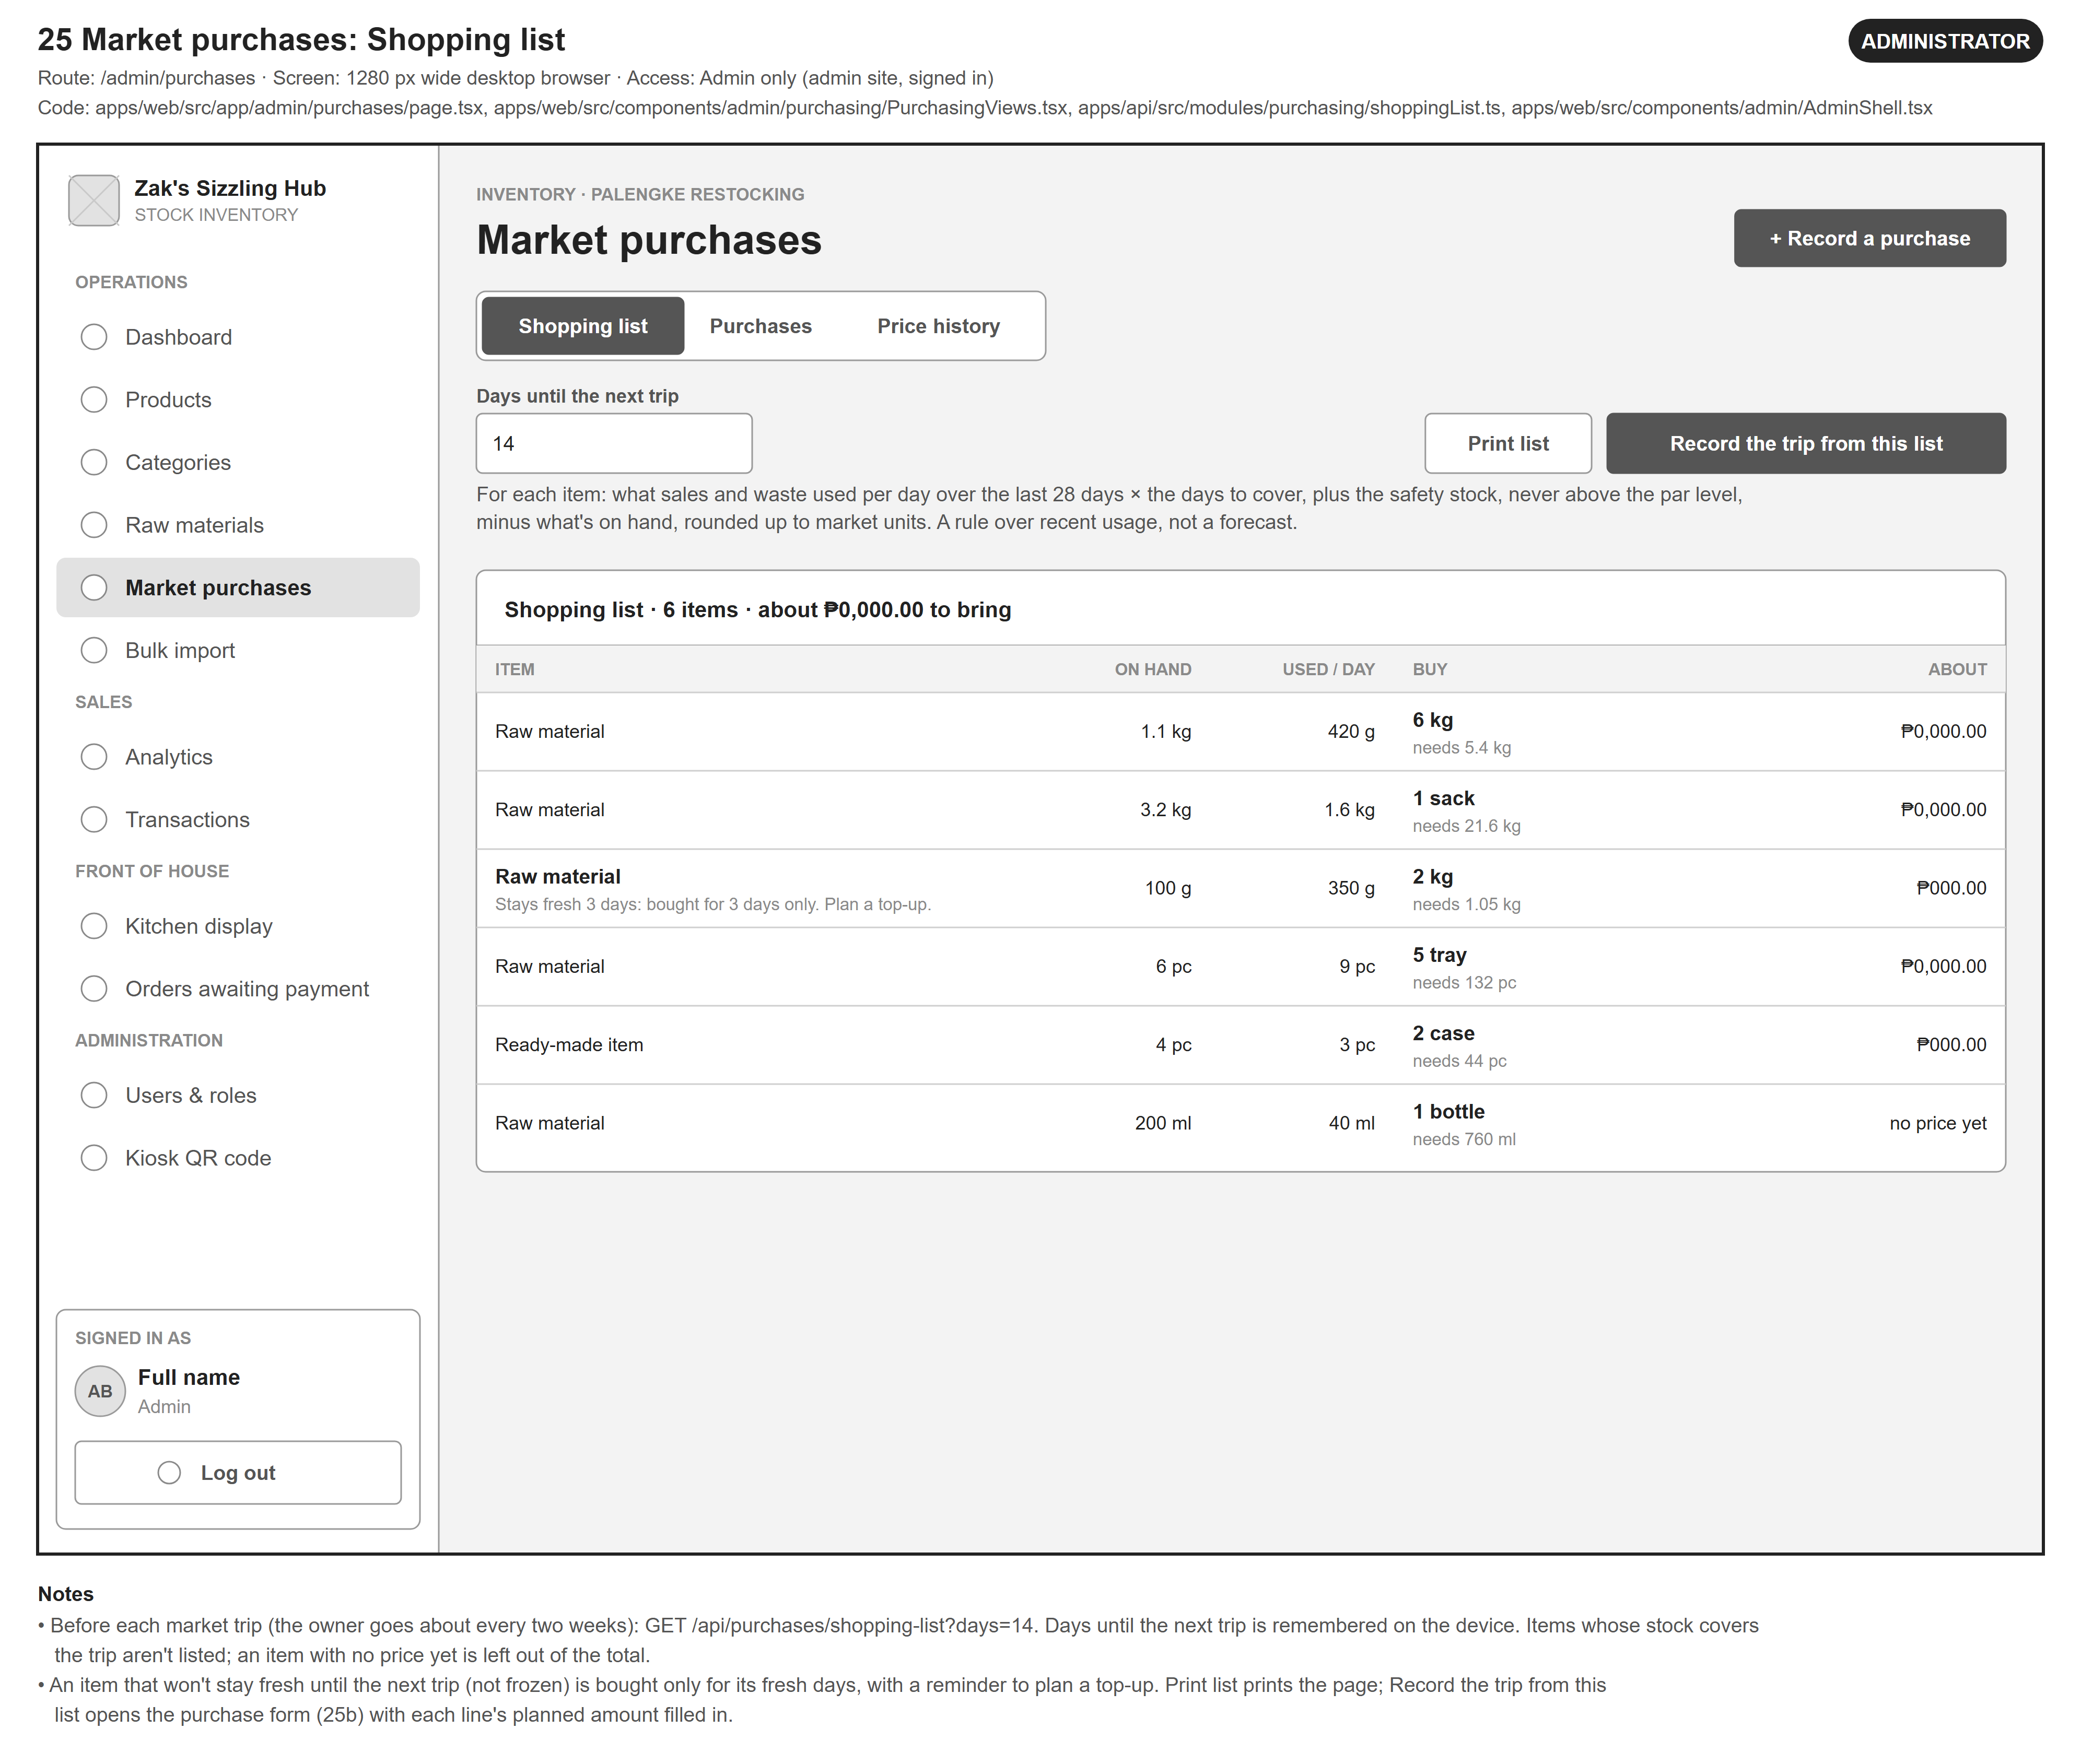 25 Market purchases: Shopping list
ADMINISTRATOR
Route: /admin/purchases · Screen: 1280 px wide desktop browser · Access: Admin only (admin site, signed in)
Code: apps/web/src/app/admin/purchases/page.tsx, apps/web/src/components/admin/purchasing/PurchasingViews.tsx, apps/api/src/modules/purchasing/shoppingList.ts, apps/web/src/components/admin/AdminShell.tsx
Zak's Sizzling Hub
STOCK INVENTORY
OPERATIONS
Dashboard
Products
Categories
Raw materials
Market purchases
Bulk import
SALES
Analytics
Transactions
FRONT OF HOUSE
Kitchen display
Orders awaiting payment
ADMINISTRATION
Users & roles
Kiosk QR code
SIGNED IN AS
AB
Full name
Admin
Log out
INVENTORY · PALENGKE RESTOCKING
Market purchases
+ Record a purchase
Shopping list
Purchases
Price history
Days until the next trip
14
Print list
Record the trip from this list
For each item: what sales and waste used per day over the last 28 days × the days to cover, plus the safety stock, never above the par level,
minus what's on hand, rounded up to market units. A rule over recent usage, not a forecast.
Shopping list · 6 items · about ₱0,000.00 to bring
ITEM ON HAND USED / DAY BUY ABOUT
Raw material 1.1 kg 420 g 6 kg ₱0,000.00
needs 5.4 kg
Raw material 3.2 kg 1.6 kg 1 sack ₱0,000.00
needs 21.6 kg
Raw material 100 g 350 g 2 kg ₱000.00
Stays fresh 3 days: bought for 3 days only. Plan a top-up. needs 1.05 kg
Raw material 6 pc 9 pc 5 tray ₱0,000.00
needs 132 pc
Ready-made item 4 pc 3 pc 2 case ₱000.00
needs 44 pc
Raw material 200 ml 40 ml 1 bottle no price yet
needs 760 ml
Notes
• Before each market trip (the owner goes about every two weeks): GET /api/purchases/shopping-list?days=14. Days until the next trip is remembered on the device. Items whose stock covers
the trip aren't listed; an item with no price yet is left out of the total.
• An item that won't stay fresh until the next trip (not frozen) is bought only for its fresh days, with a reminder to plan a top-up. Print list prints the page; Record the trip from this
list opens the purchase form (25b) with each line's planned amount filled in.